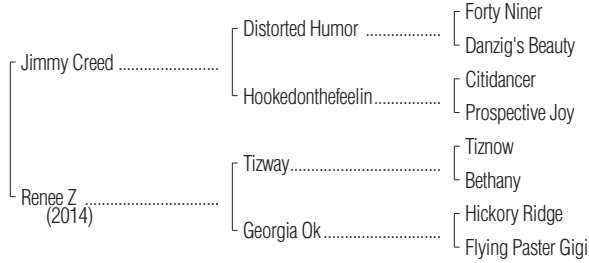 Forty Niner
Distorted Humor ..................
Danzig's Beauty
Jimmy Creed ........................
Citidancer
Hookedonthefeelin................
Prospective Joy
Tiznow
Tizway....................................
Bethany
Renee Z ................................
(2014)
Hickory Ridge
Georgia Ok............................
Flying Paster Gigi